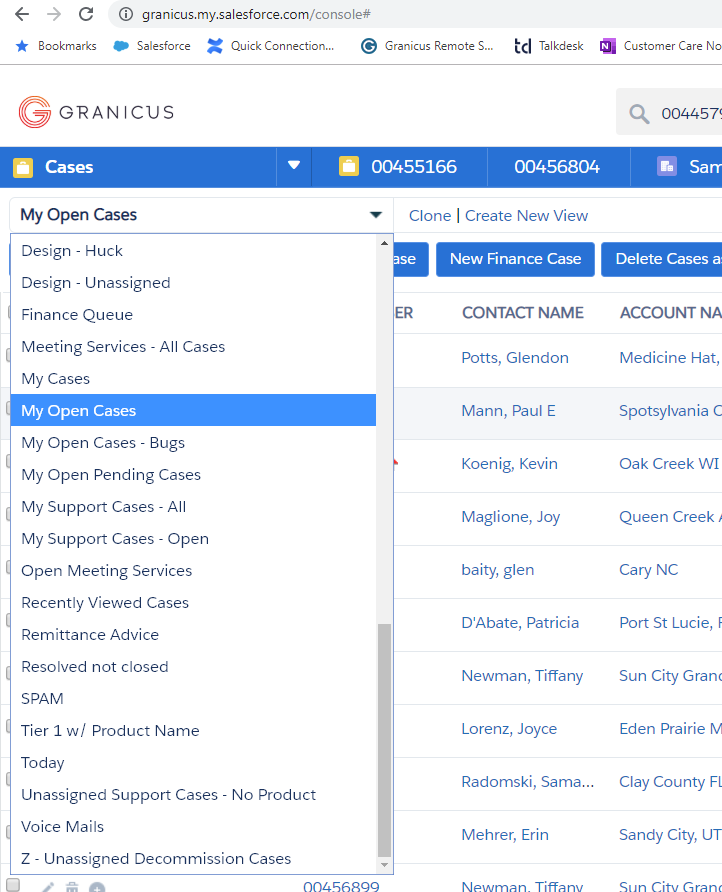 granicus.my.salesforce.com/console#
Bookmarks Salesforce Quick Connection... Granicus Remote S... Talkdesk Customer Care No
GRANICUS
0044579
Cases 00455166 00456804 Sam
My Open Cases Clone | Create New View
ase New Finance Case Delete Cases as
Design - Huck
Design - Unassigned
Finance Queue
Meeting Services - All Cases
My Cases
My Open Cases
My Open Cases - Bugs
My Open Pending Cases
My Support Cases - All
My Support Cases - Open
Open Meeting Services
Recently Viewed Cases
Remittance Advice
Resolved not closed
SPAM
Tier 1 w/ Product Name
Today
Unassigned Support Cases - No Product
Voice Mails
Z - Unassigned Decommission Cases
ER CONTACT NAME ACCOUNT NA
Potts, Glendon Medicine Hat,
Mann, Paul E Spotsylvania C
Koenig, Kevin Oak Creek WI
Maglione, Joy Queen Creek A
baity, glen Cary NC
D'Abate, Patricia Port St Lucie, F
Newman, Tiffany Sun City Grand
Lorenz, Joyce Eden Prairie M
Radomski, Sama... Clay County FL
Mehrer, Erin Sandy City, UT
00456899 Newman, Tiffany Sun City Grand